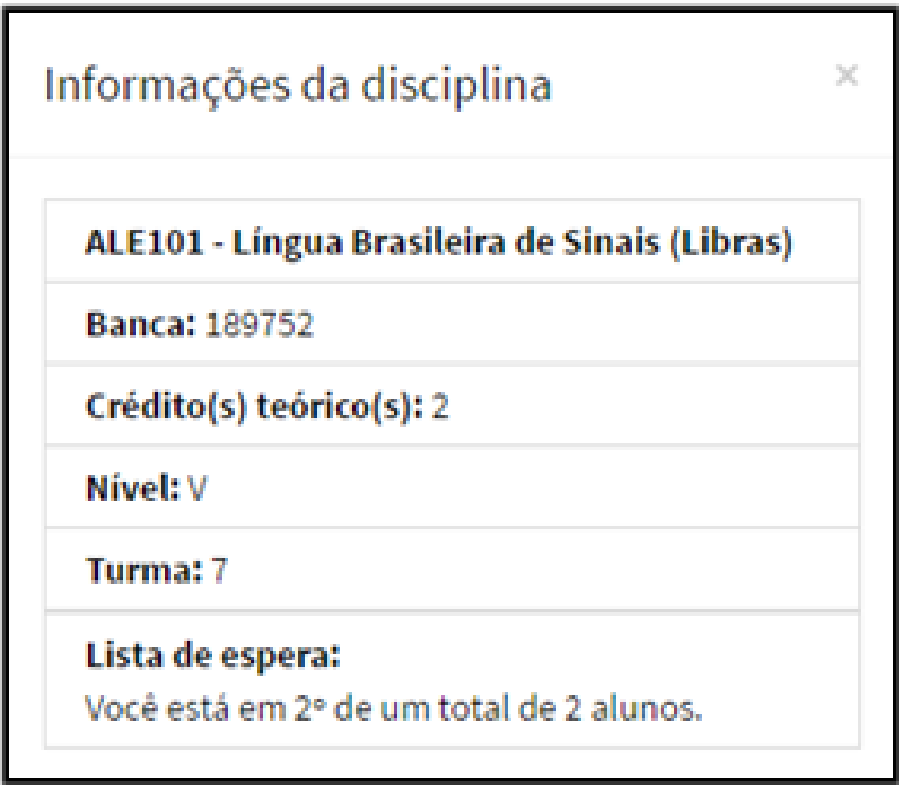 Informações da disciplina ×
ALE101 - Língua Brasileira de Sinais (Libras)
Banca: 189752
Crédito(s) teórico(s): 2
Nível: V
Turma: 7
Lista de espera:
Você está em 2º de um total de 2 alunos.